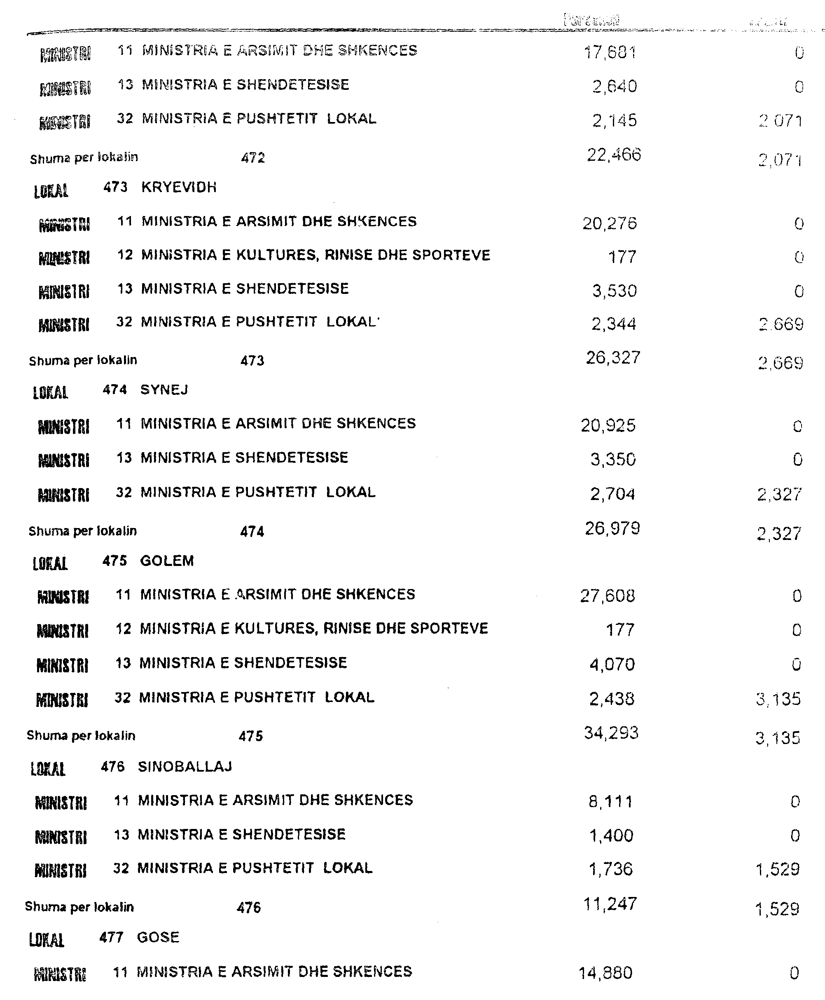 MINISTRI 11 MINISTRIA E ARSIMIT DHE SHKENCES 17,681 0
MINISTRI 13 MINISTRIA E SHENDETESISE 2,640 0
MINISTRI 32 MINISTRIA E PUSHTETIT LOKAL 2,145 2 071
Shuma per lokalin 472 22,466 2,071
LOKAL 473 KRYEVIDH
MINISTRI 11 MINISTRIA E ARSIMIT DHE SHKENCES 20,276 0
MINISTRI 12 MINISTRIA E KULTURES, RINISE DHE SPORTEVE 177 0
MINISTRI 13 MINISTRIA E SHENDETESISE 3,530 0
MINISTRI 32 MINISTRIA E PUSHTETIT LOKAL 2,344 2.669
Shuma per lokalin 473 26,327 2,669
LOKAL 474 SYNEJ
MINISTRI 11 MINISTRIA E ARSIMIT DHE SHKENCES 20,925 0
MINISTRI 13 MINISTRIA E SHENDETESISE 3,350 0
MINISTRI 32 MINISTRIA E PUSHTETIT LOKAL 2,704 2,327
Shuma per lokalin 474 26,979 2,327
LOKAL 475 GOLEM
MINISTRI 11 MINISTRIA E ARSIMIT DHE SHKENCES 27,608 0
MINISTRI 12 MINISTRIA E KULTURES, RINISE DHE SPORTEVE 177 0
MINISTRI 13 MINISTRIA E SHENDETESISE 4,070 0
MINISTRI 32 MINISTRIA E PUSHTETIT LOKAL 2,438 3,135
Shuma per lokalin 475 34,293 3,135
LOKAL 476 SINOBALLAJ
MINISTRI 11 MINISTRIA E ARSIMIT DHE SHKENCES 8,111 0
MINISTRI 13 MINISTRIA E SHENDETESISE 1,400 0
MINISTRI 32 MINISTRIA E PUSHTETIT LOKAL 1,736 1,529
Shuma per lokalin 476 11,247 1,529
LOKAL 477 GOSE
MINISTRI 11 MINISTRIA E ARSIMIT DHE SHKENCES 14,880 0